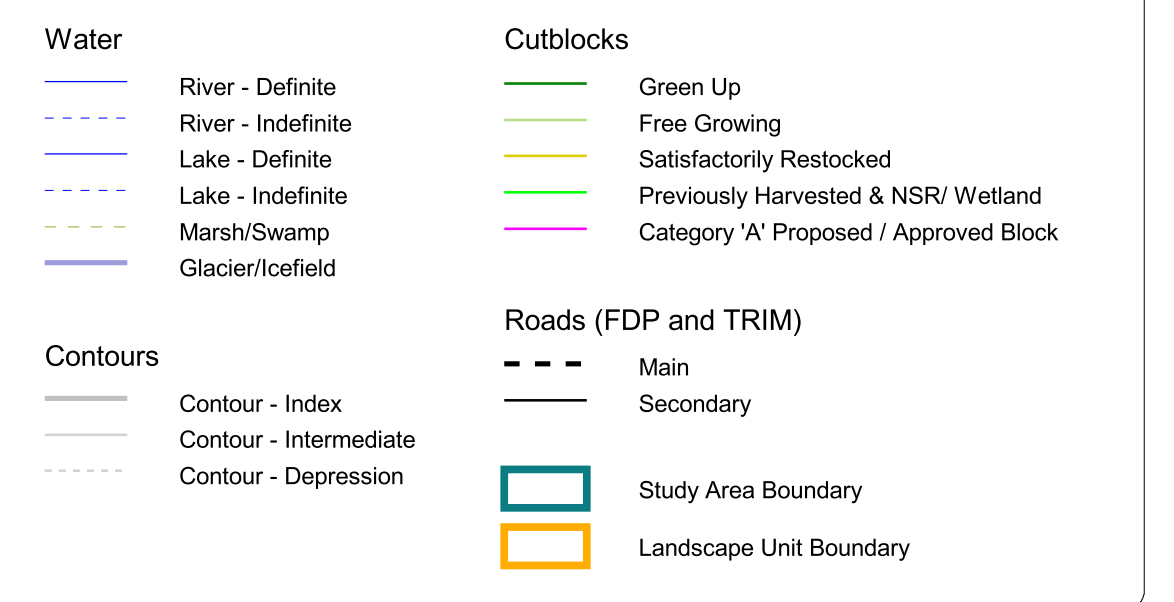 Water
River - Definite
River - Indefinite
Lake - Definite
Lake - Indefinite
Marsh/Swamp
Glacier/Icefield
Contours
Contour - Index
Contour - Intermediate
Contour - Depression
Cutblocks
Green Up
Free Growing
Satisfactorily Restocked
Previously Harvested & NSR/ Wetland
Category 'A' Proposed / Approved Block
Roads (FDP and TRIM)
Main
Secondary
Study Area Boundary
Landscape Unit Boundary